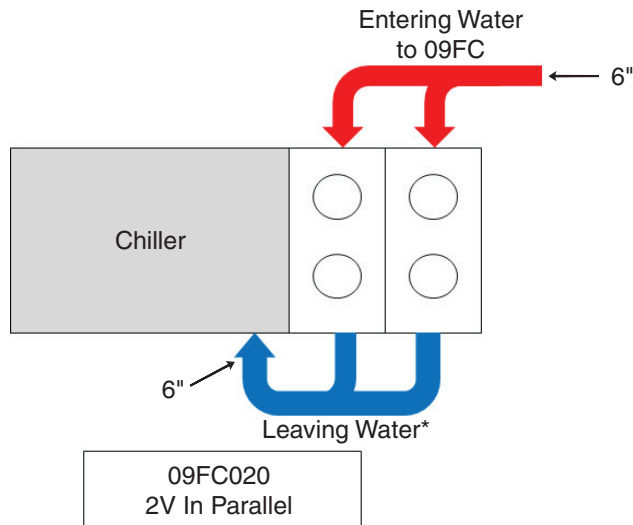 Entering Water
to 09FC
6"
Chiller
6"
Leaving Water*
09FC020
2V In Parallel